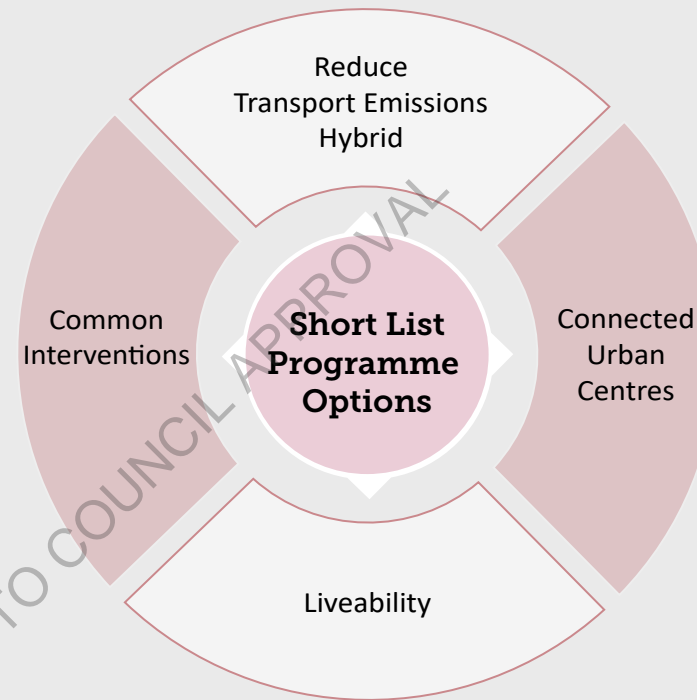 Reduce
Transport Emissions
Hybrid
Common
Interventions
Short List
Programme
Options
Connected
Urban
Centres
Liveability
TO COUNCIL APPROVAL